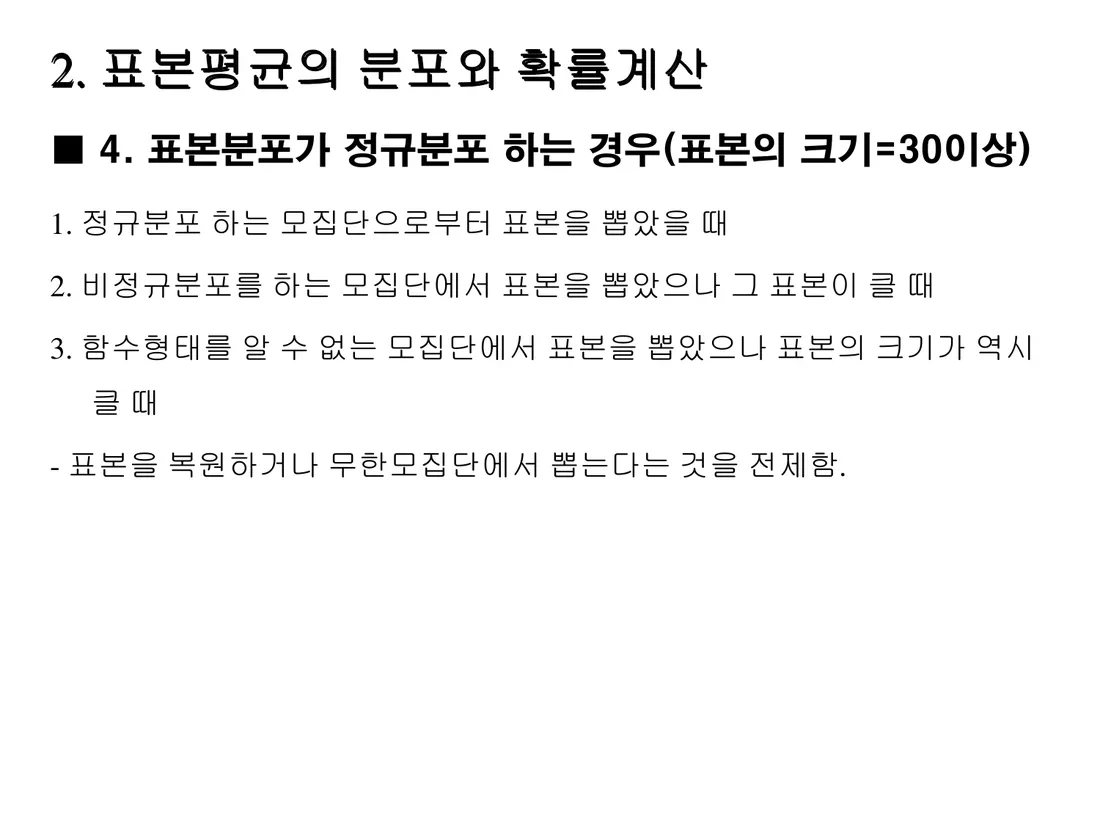 2. 표본평균의 분포와 확률계산
■ 4. 표본분포가 정규분포 하는 경우(표본의 크기=30이상)
1. 정규분포 하는 모집단으로부터 표본을 뽑았을 때
2. 비정규분포를 하는 모집단에서 표본을 뽑았으나 그 표본이 클 때
3. 함수형태를 알 수 없는 모집단에서 표본을 뽑았으나 표본의 크기가 역시
클 때
- 표본을 복원하거나 무한모집단에서 뽑는다는 것을 전제함.